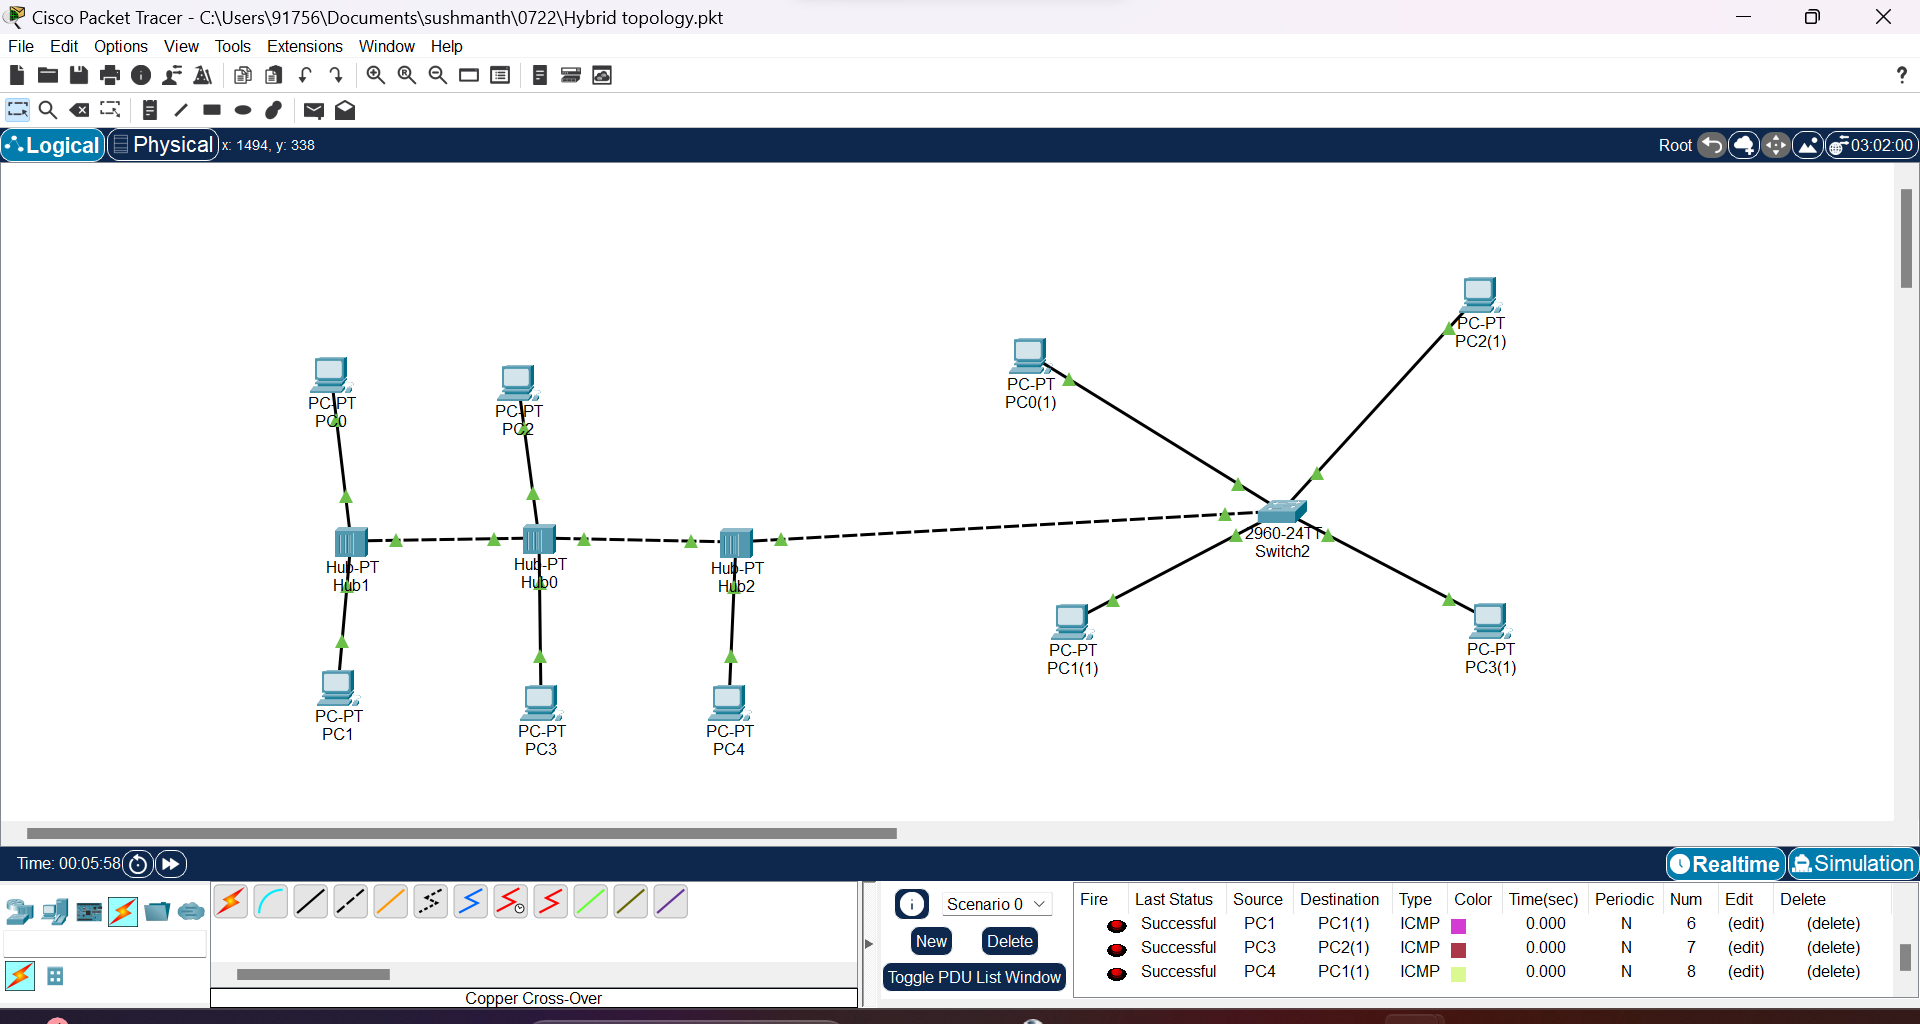 Cisco Packet Tracer - C:\Users\91756\Documents\sushmanth\0722\Hybrid topology.pkt
File Edit Options View Tools Extensions Window Help
?
Logical Physical x: 1494, y: 338 Root 03:02:00
PC-PT
PC2(1)
PC-PT
PC0(1)
PC-PT
PC0
PC-PT
PC2
2960-24TT
Switch2
Hub-PT
Hub1
Hub-PT
Hub0
Hub-PT
Hub2
PC-PT
PC1(1)
PC-PT
PC3(1)
PC-PT
PC1
PC-PT
PC3
PC-PT
PC4
Time: 00:05:58 Realtime Simulation
Scenario 0
New Delete
Toggle PDU List Window
Fire Last Status Source Destination Type Color Time(sec) Periodic Num Edit Delete
Successful PC1 PC1(1) ICMP 0.000 N 6 (edit) (delete)
Successful PC3 PC2(1) ICMP 0.000 N 7 (edit) (delete)
Successful PC4 PC1(1) ICMP 0.000 N 8 (edit) (delete)
Copper Cross-Over